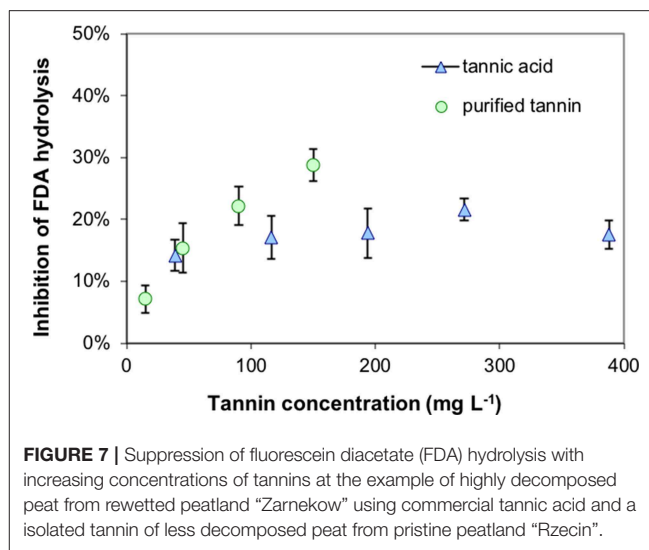 50%
40%
30%
20%
10%
0%
Inhibition of FDA hydrolysis
tannic acid
purified tannin
0 100 200 300 400
Tannin concentration (mg L-1)
FIGURE 7 | Suppression of fluorescein diacetate (FDA) hydrolysis with
increasing concentrations of tannins at the example of highly decomposed
peat from rewetted peatland “Zarnekow” using commercial tannic acid and a
isolated tannin of less decomposed peat from pristine peatland “Rzecin”.